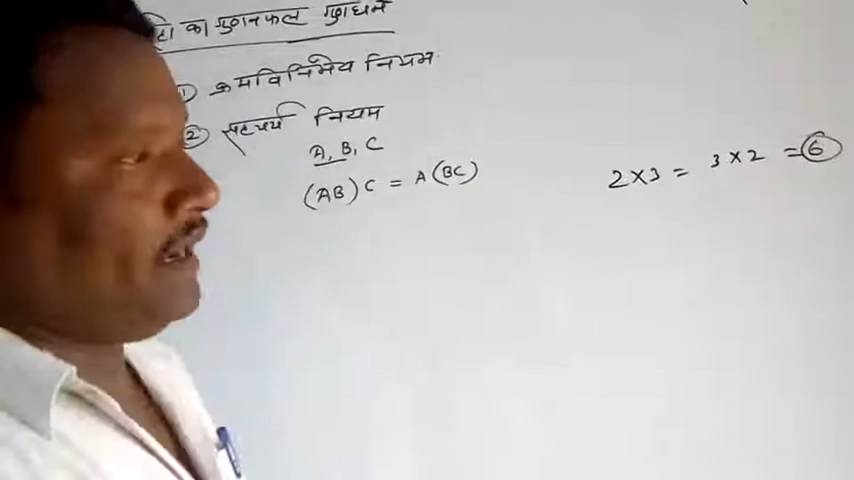 का गुणनफल गुणधर्म
① क्रमविनिमेय नियम
② साहचर्य नियम
A, B, C
(AB) C = A (BC)
2 x 3 = 3 x 2 = 6